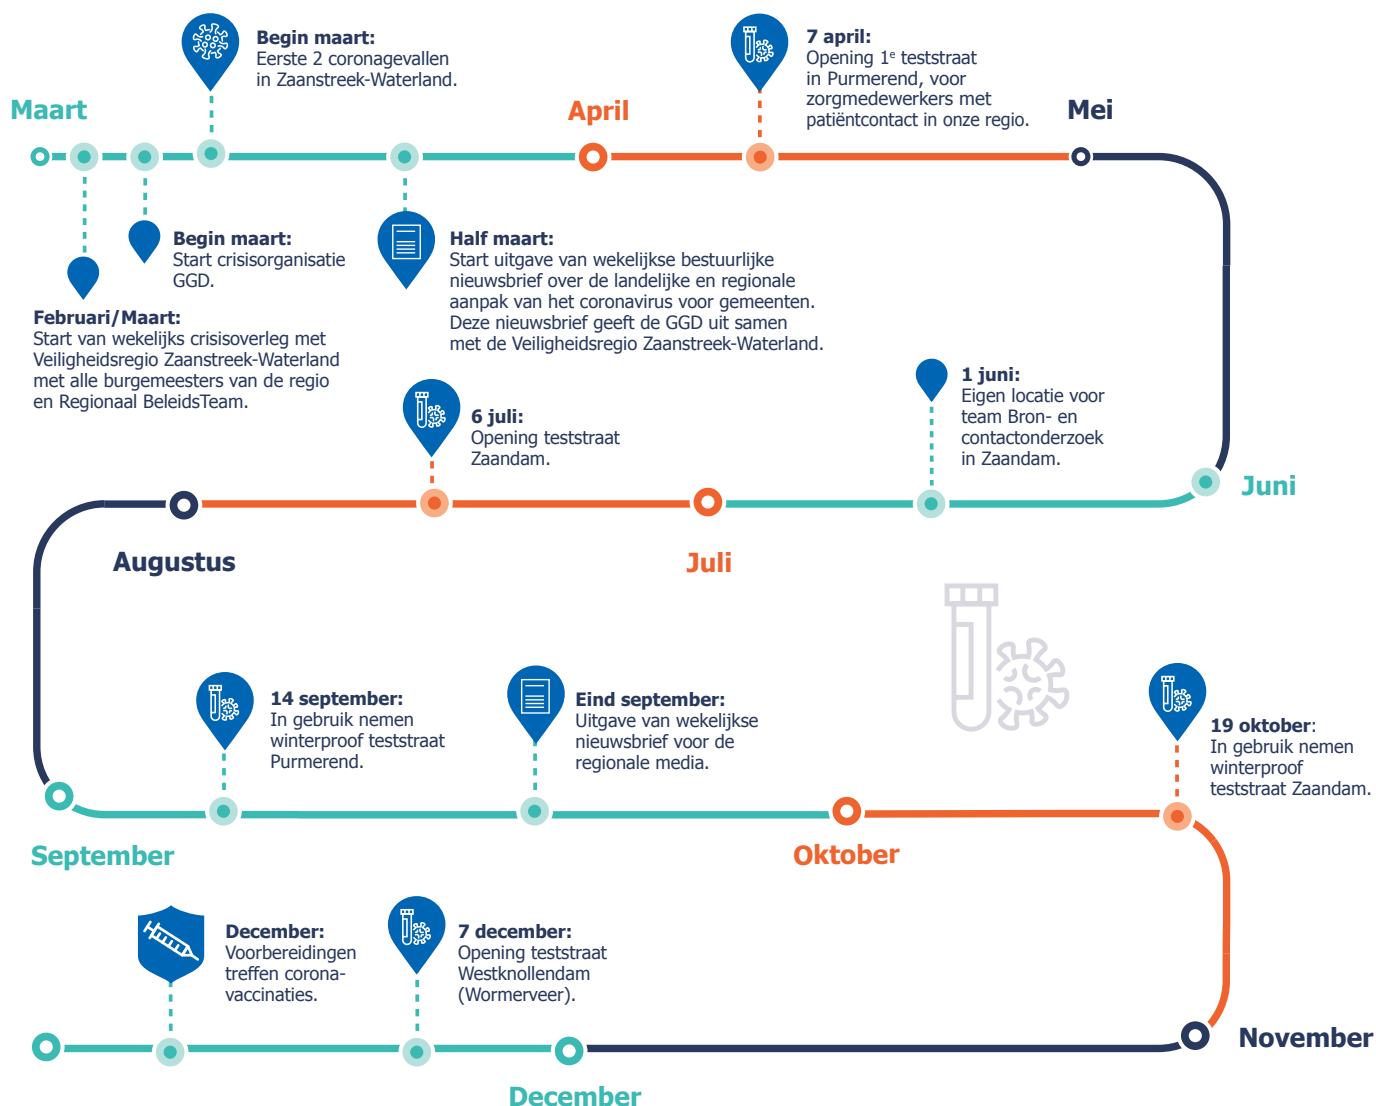 Maart
Begin maart:
Eerste 2 coronagevallen
in Zaanstreek-Waterland.
April
7 april:
Opening 1e teststraat
in Purmerend, voor
zorgmedewerkers met
patiëntcontact in onze regio.
Mei
Februari/Maart:
Start van wekelijks crisisoverleg met
Veiligheidsregio Zaanstreek-Waterland
met alle burgemeesters van de regio
en Regionaal BeleidsTeam.
Begin maart:
Start crisisorganisatie
GGD.
Half maart:
Start uitgave van wekelijkse bestuurlijke
nieuwsbrief over de landelijke en regionale
aanpak van het coronavirus voor gemeenten.
Deze nieuwsbrief geeft de GGD uit samen
met de Veiligheidsregio Zaanstreek-Waterland.
Juni
1 juni:
Eigen locatie voor
team Bron- en
contactonderzoek
in Zaandam.
Juli
6 juli:
Opening teststraat
Zaandam.
Augustus
September
14 september:
In gebruik nemen
winterproof teststraat
Purmerend.
Eind september:
Uitgave van wekelijkse
nieuwsbrief voor de
regionale media.
Oktober
19 oktober:
In gebruik nemen
winterproof
teststraat Zaandam.
November
December
7 december:
Opening teststraat
Westknollendam
(Wormerveer).
December:
Voorbereidingen
treffen corona-
vaccinaties.